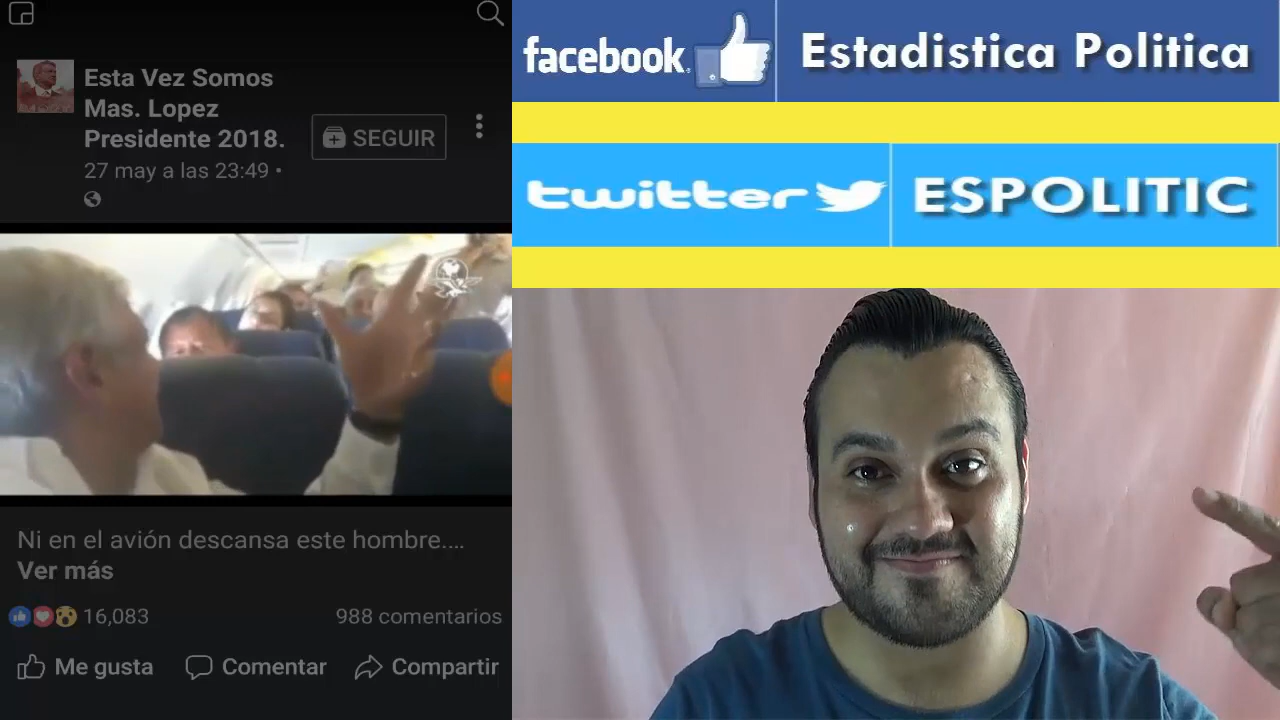 Esta Vez Somos
Mas. Lopez
Presidente 2018.
SEGUIR
27 may a las 23:49 •
Ni en el avión descansa este hombre....
Ver más
16,083
988 comentarios
Me gusta
Comentar
Compartir
facebook.
Estadistica Politica
twitter
ESPOLITIC